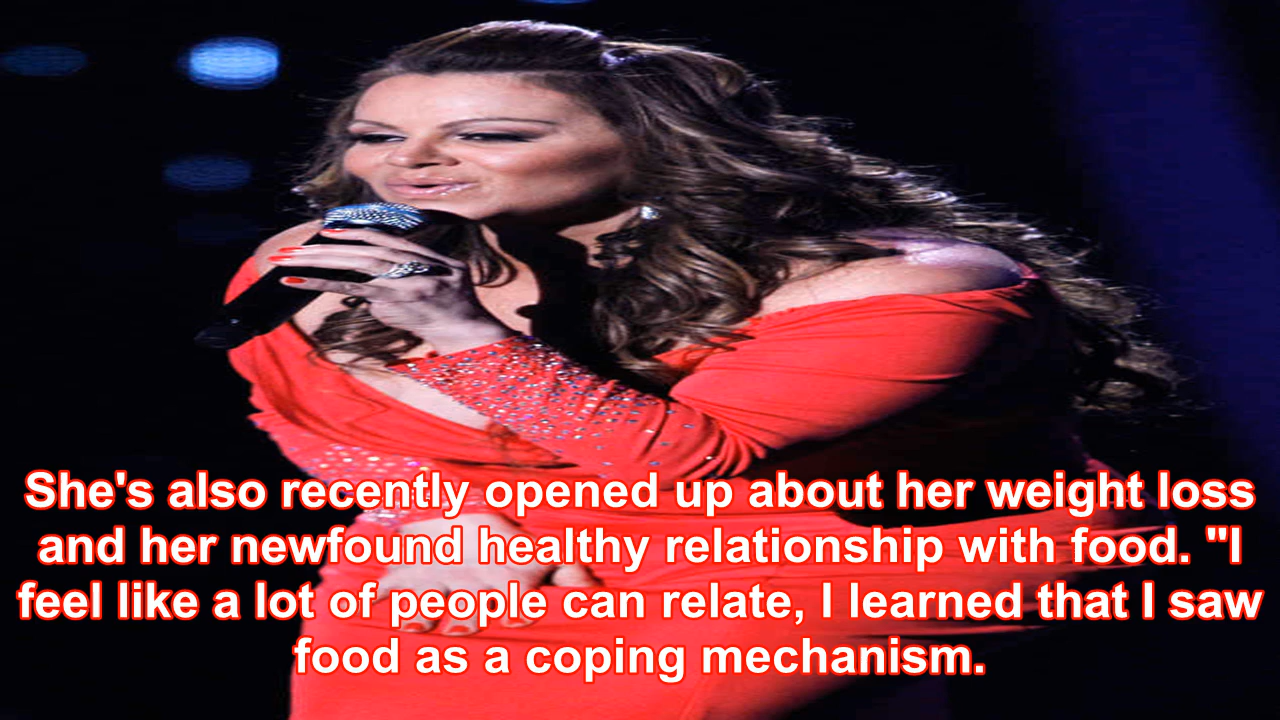 She's also recently opened up about her weight loss
and her newfound healthy relationship with food. "I
feel like a lot of people can relate, I learned that I saw
food as a coping mechanism.